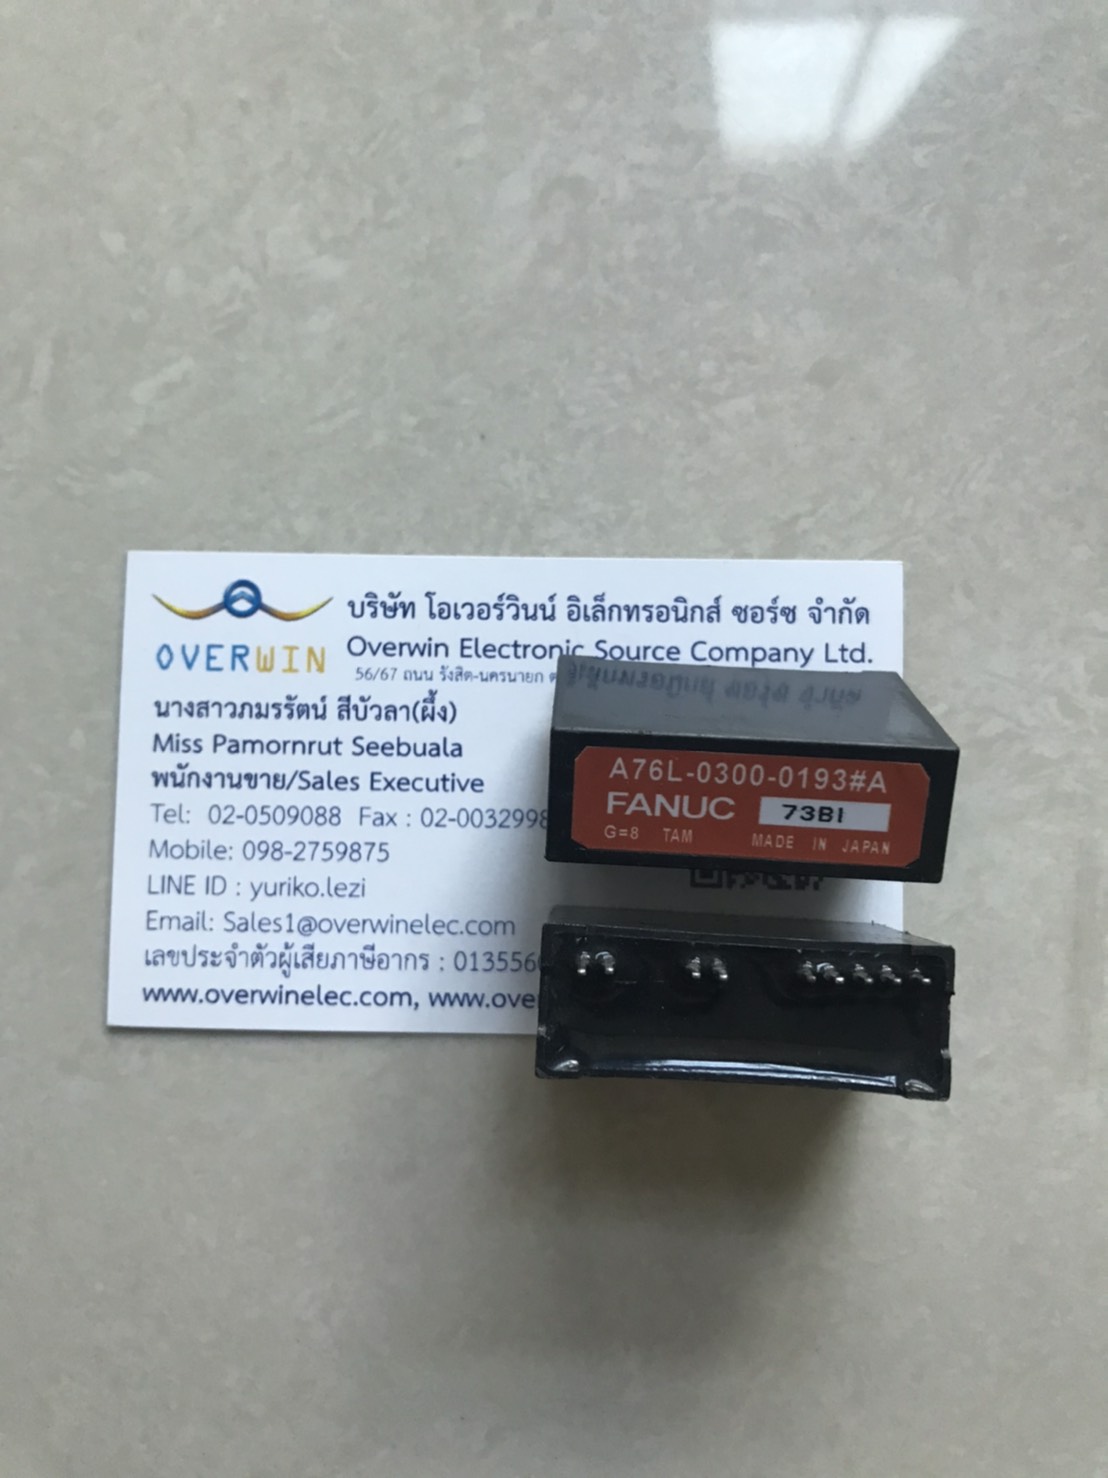 บริษัท โอเวอร์วินน์ อิเล็กทรอนิกส์ ซอร์ซ จำกัด
OVERWIN
Overwin Electronic Source Company Ltd.
56/67 ถนน รังสิต-นครนายก
นางสาวภมรรัตน์ สีบัวลา(ผึ้ง)
Miss Pamornrut Seebuala
พนักงานขาย/Sales Executive
Tel: 02-0509088 Fax : 02-0032998
Mobile: 098-2759875
LINE ID : yuriko.lezi
Email: Sales1@overwinelec.com
เลขประจำตัวผู้เสียภาษีอากร : 013556
www.overwinelec.com, www.ove
A76L-0300-0193#A
FANUC 73BI
G=8 TAM MADE IN JAPAN